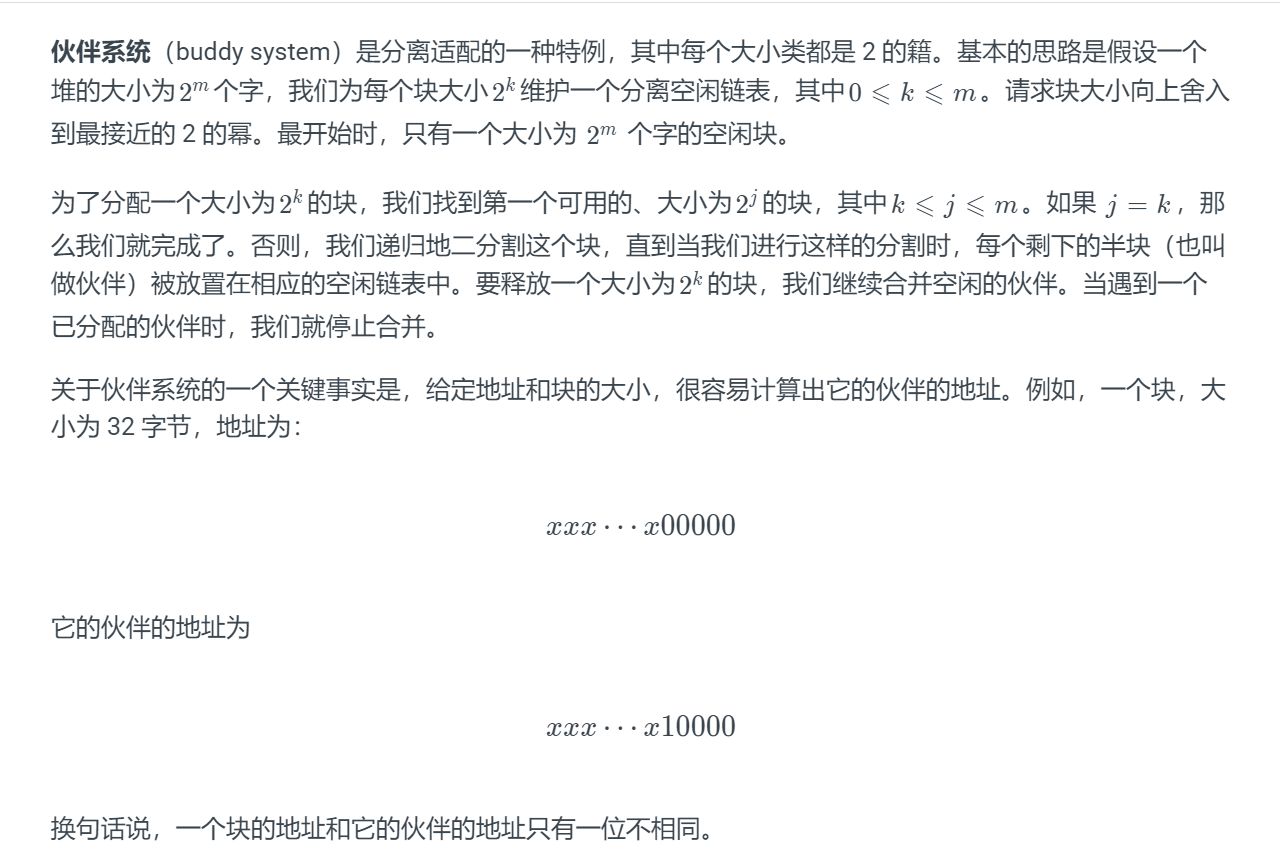 伙伴系统（buddy system）是分离适配的一种特例，其中每个大小类都是 2 的籍。基本的思路是假设一个
堆的大小为 2^m 个字，我们为每个块大小 2^k 维护一个分离空闲链表，其中 0 ⩽ k ⩽ m。请求块大小向上舍入
到最接近的 2 的幂。最开始时，只有一个大小为 2^m 个字的空闲块。
为了分配一个大小为 2^k 的块，我们找到第一个可用的、大小为 2^j 的块，其中 k ⩽ j ⩽ m。如果 j = k，那
么我们就完成了。否则，我们递归地二分割这个块，直到当我们进行这样的分割时，每个剩下的半块（也叫
做伙伴）被放置在相应的空闲链表中。要释放一个大小为 2^k 的块，我们继续合并空闲的伙伴。当遇到一个
已分配的伙伴时，我们就停止合并。
关于伙伴系统的一个关键事实是，给定地址和块的大小，很容易计算出它的伙伴的地址。例如，一个块，大
小为 32 字节，地址为：
xxx⋯x00000
它的伙伴的地址为
xxx⋯x10000
换句话说，一个块的地址和它的伙伴的地址只有一位不相同。